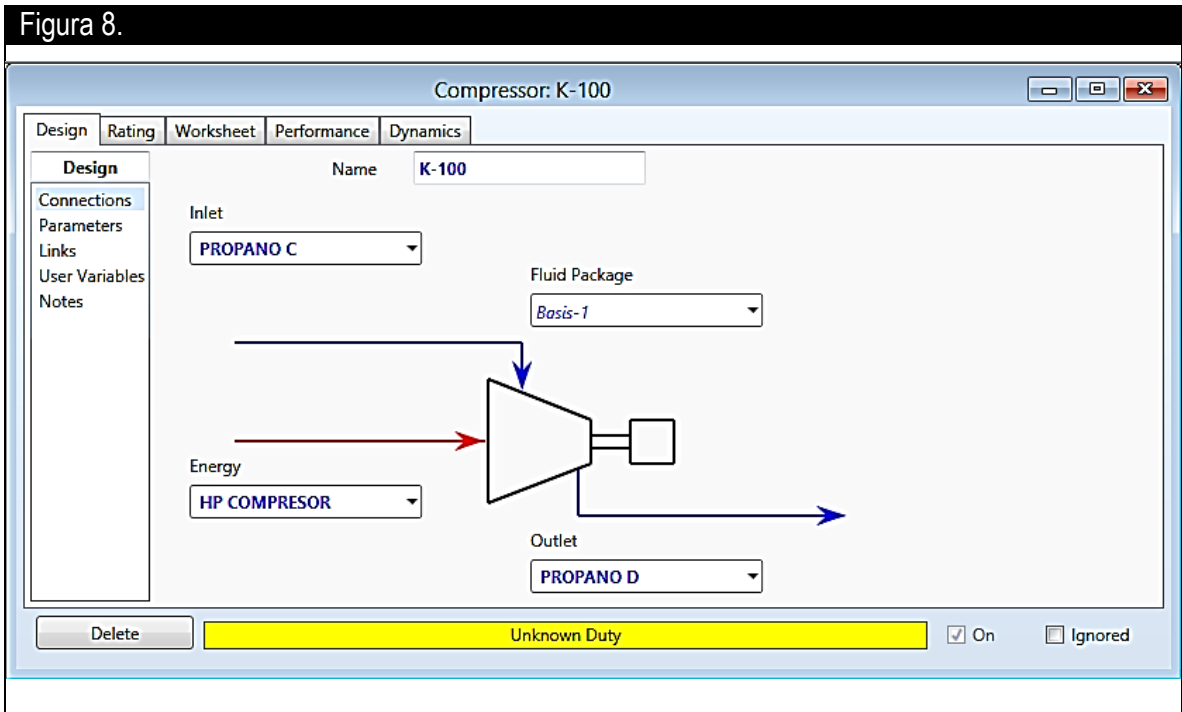 Figura 8.
Compressor: K-100
Design Rating Worksheet Performance Dynamics
Design
Connections
Parameters
Links
User Variables
Notes
Name K-100
Inlet
PROPANO C
Fluid Package
Basis-1
Energy
HP COMPRESOR
Outlet
PROPANO D
Delete Unknown Duty On Ignored